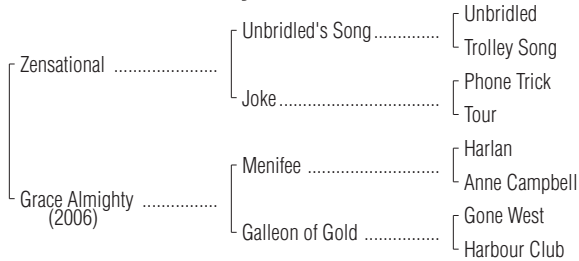 Unbridled
Unbridled's Song..............
Trolley Song
Zensational .....................
Phone Trick
Joke.................................
Tour
Harlan
Menifee ...........................
Anne Campbell
Grace Almighty ................
(2006)
Gone West
Galleon of Gold ................
Harbour Club